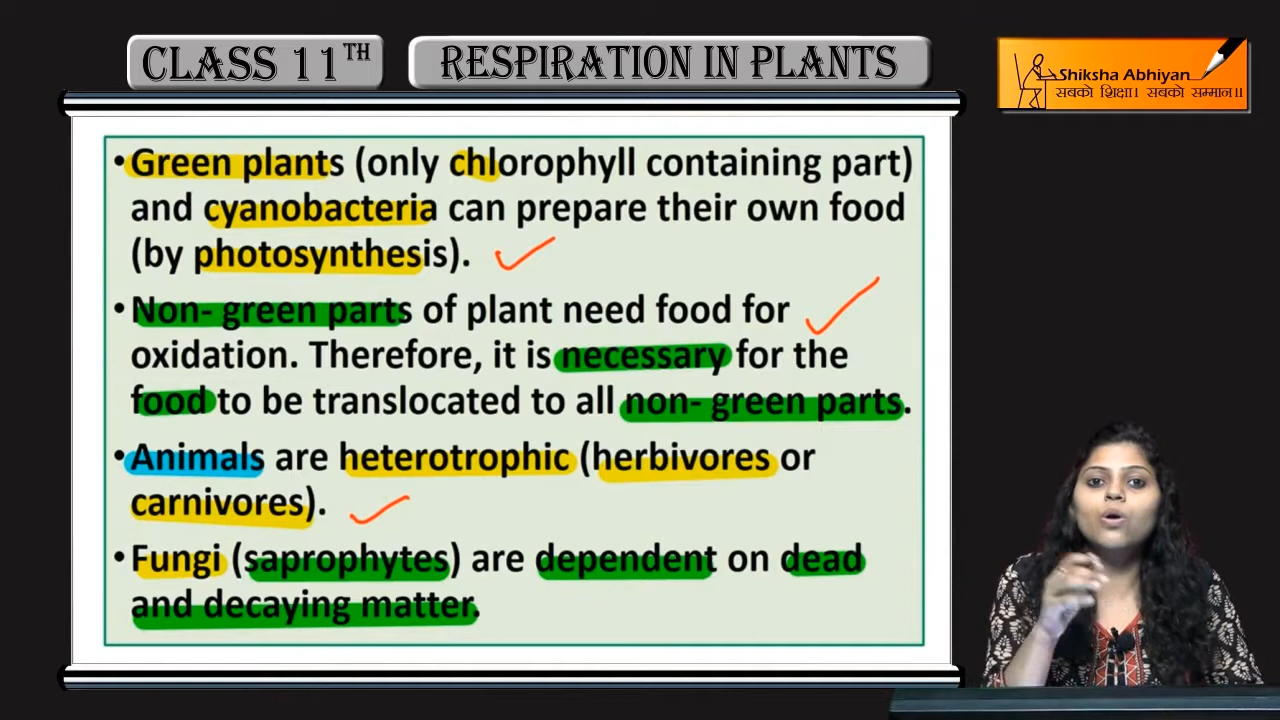 CLASS 11TH
RESPIRATION IN PLANTS
Shiksha Abhiyan
सबको शिक्षा। सबको सम्मान॥
•Green plants (only chlorophyll containing part)
and cyanobacteria can prepare their own food
(by photosynthesis).
•Non- green parts of plant need food for
oxidation. Therefore, it is necessary for the
food to be translocated to all non- green parts.
•Animals are heterotrophic (herbivores or
carnivores).
•Fungi (saprophytes) are dependent on dead
and decaying matter.